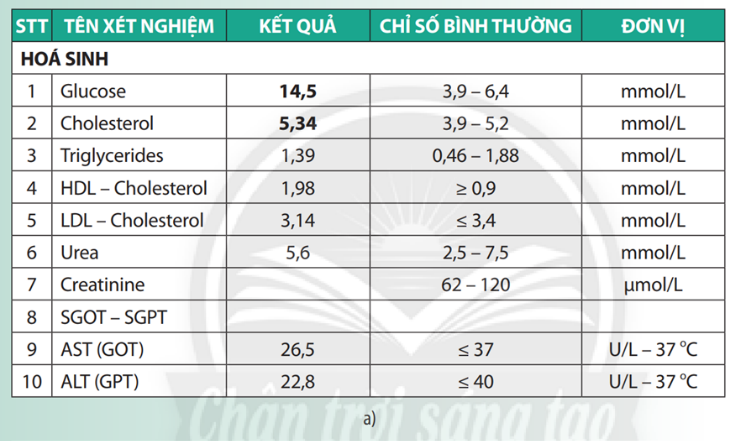 STT TÊN XÉT NGHIỆM KẾT QUẢ CHỈ SỐ BÌNH THƯỜNG ĐƠN VỊ
HOÁ SINH
1 Glucose 14,5 3,9 – 6,4 mmol/L
2 Cholesterol 5,34 3,9 – 5,2 mmol/L
3 Triglycerides 1,39 0,46 – 1,88 mmol/L
4 HDL – Cholesterol 1,98 ≥ 0,9 mmol/L
5 LDL – Cholesterol 3,14 ≤ 3,4 mmol/L
6 Urea 5,6 2,5 – 7,5 mmol/L
7 Creatinine 62 – 120 μmol/L
8 SGOT – SGPT
9 AST (GOT) 26,5 ≤ 37 U/L – 37 °C
10 ALT (GPT) 22,8 ≤ 40 U/L – 37 °C
Chân trời sáng tạo
a)